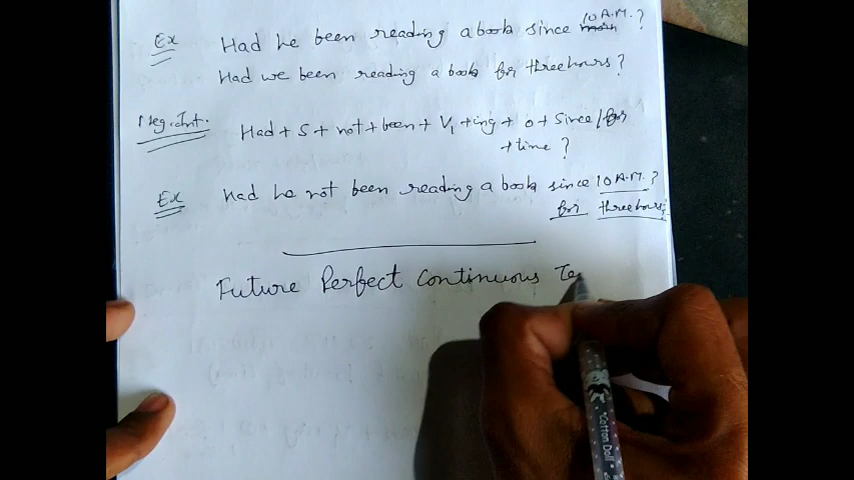 Ex Had he been reading a book since 10 A.M. ?
Had we been reading a book for three hours ?
Neg. Int. Had + S + not + been + V1 + ing + o + Since / for
+ time ?
Ex Had he not been reading a book since 10 A.M. ?
for three hours ?
Future Perfect Continuous Te
Cotton Doll